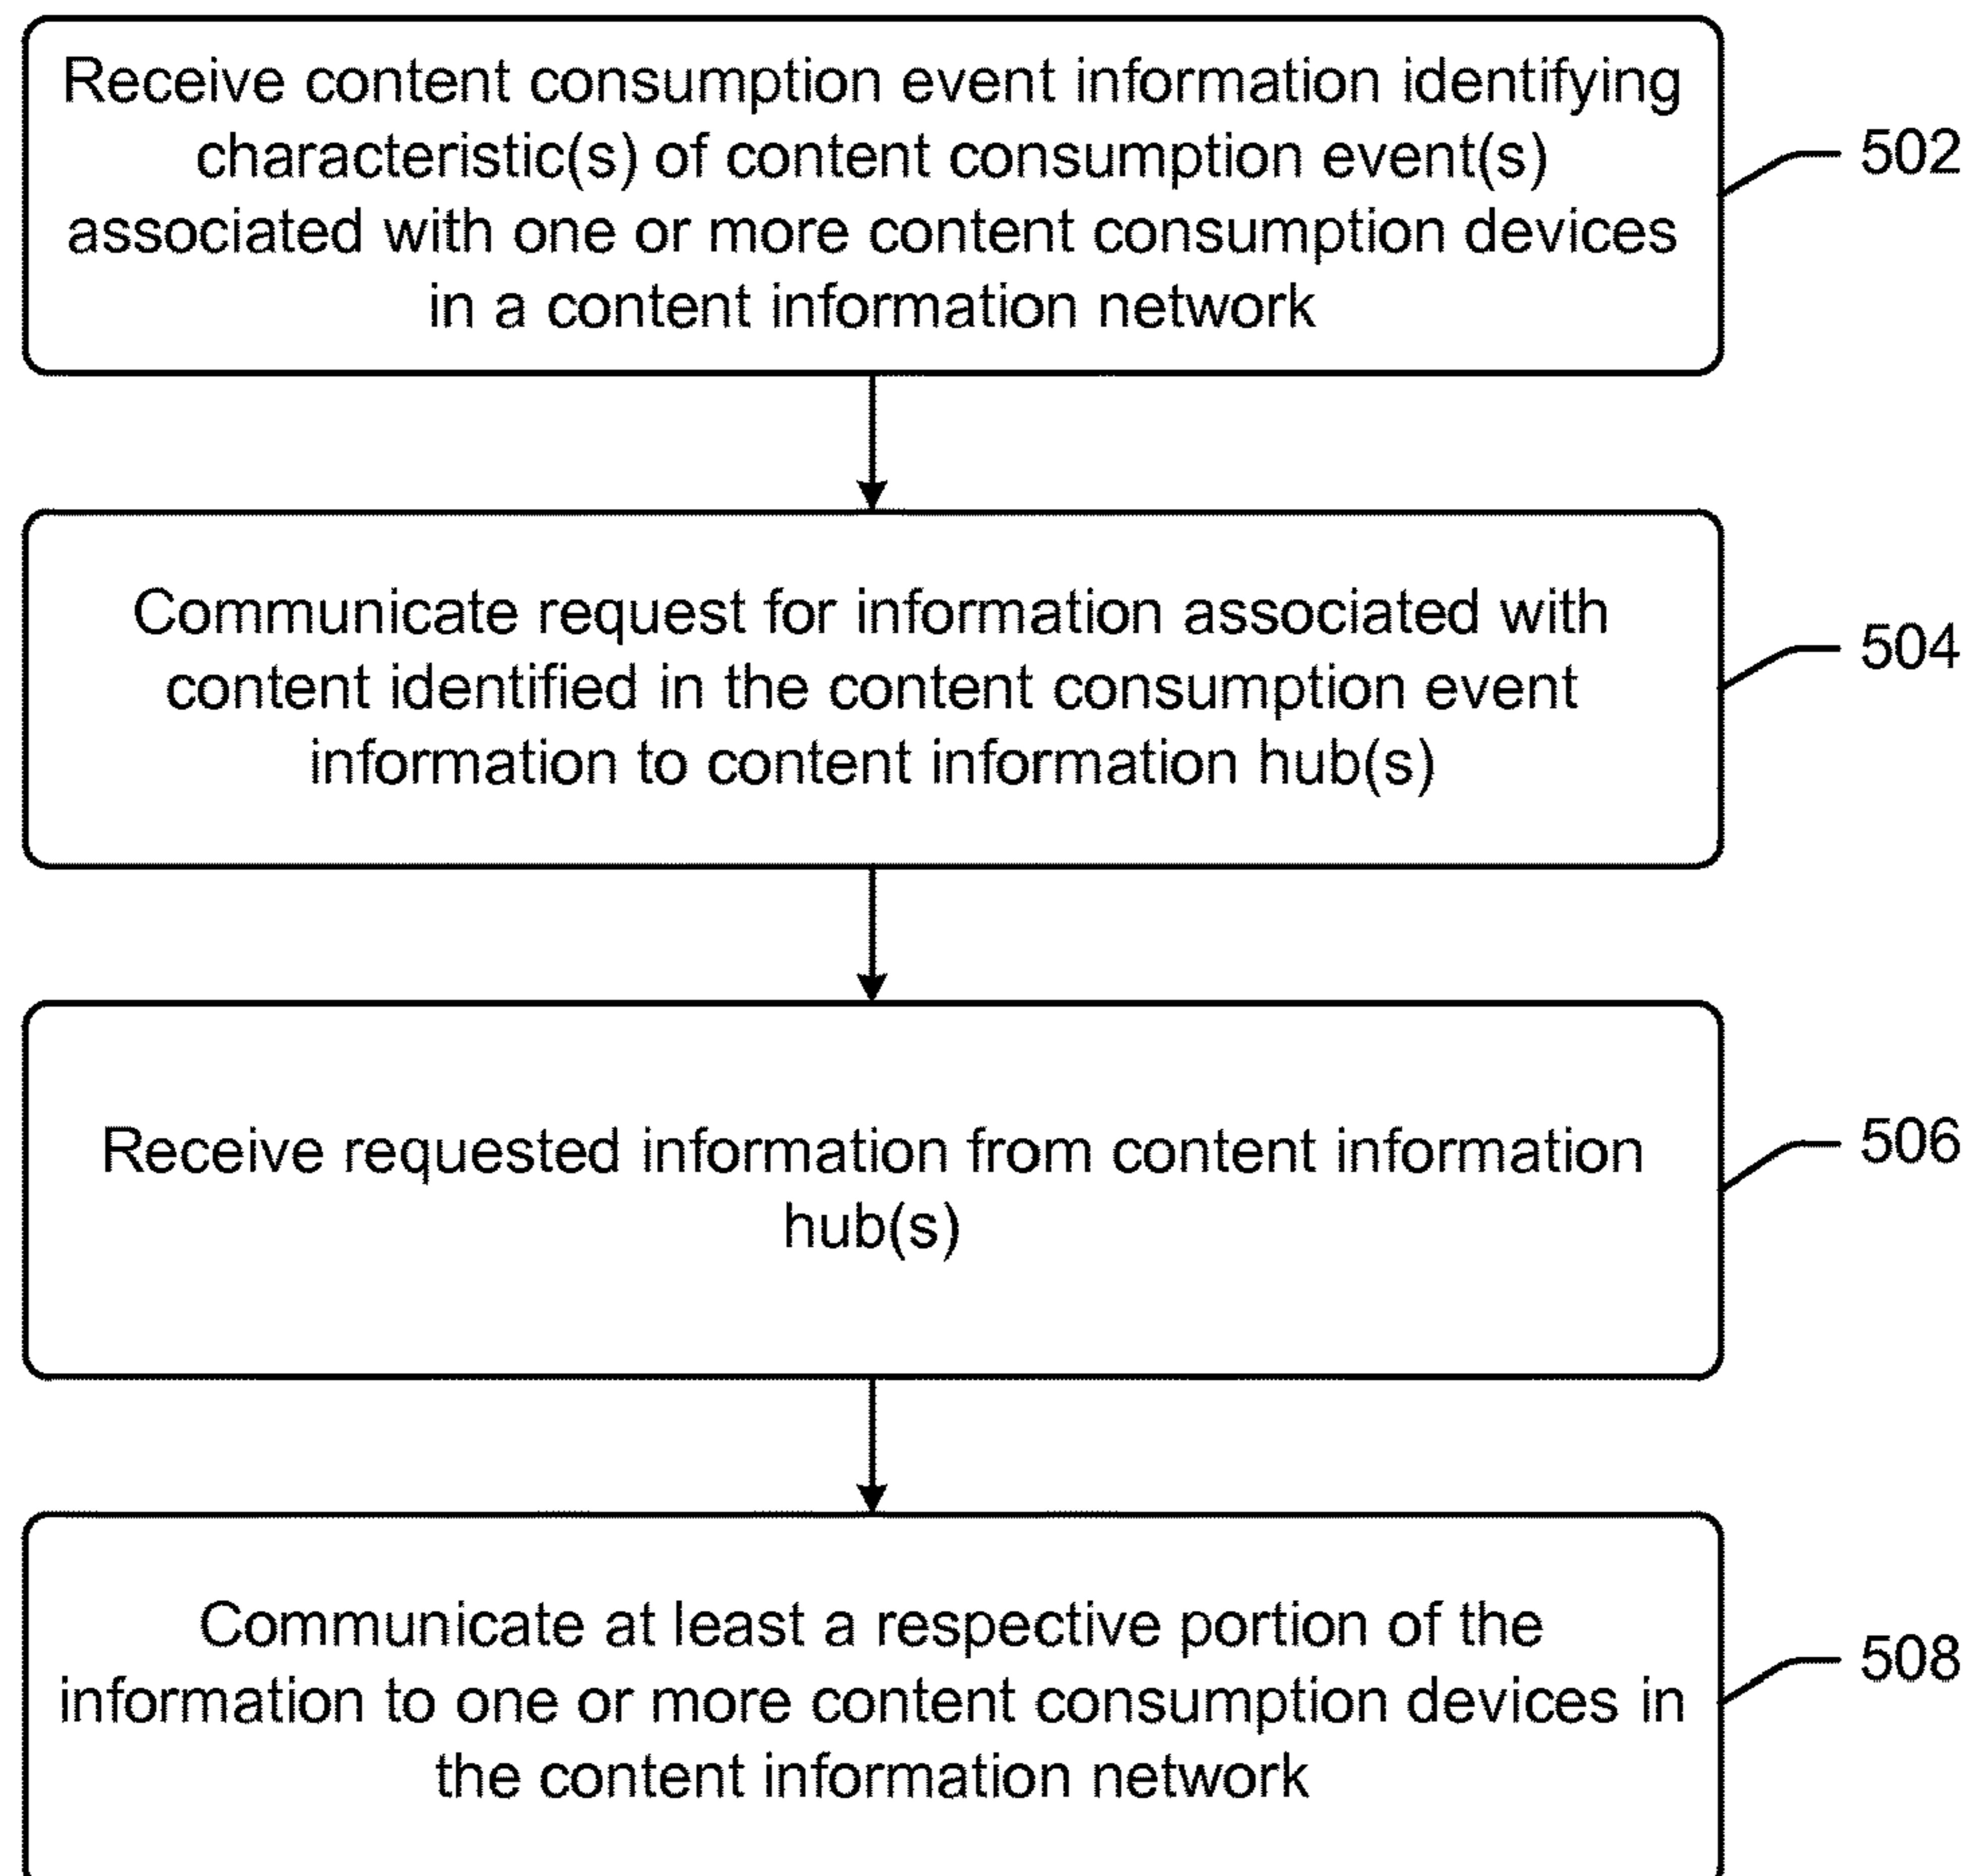 Receive content consumption event information identifying
characteristic(s) of content consumption event(s)
associated with one or more content consumption devices
in a content information network
502
Communicate request for information associated with
content identified in the content consumption event
information to content information hub(s)
504
Receive requested information from content information
hub(s)
506
Communicate at least a respective portion of the
information to one or more content consumption devices in
the content information network
508